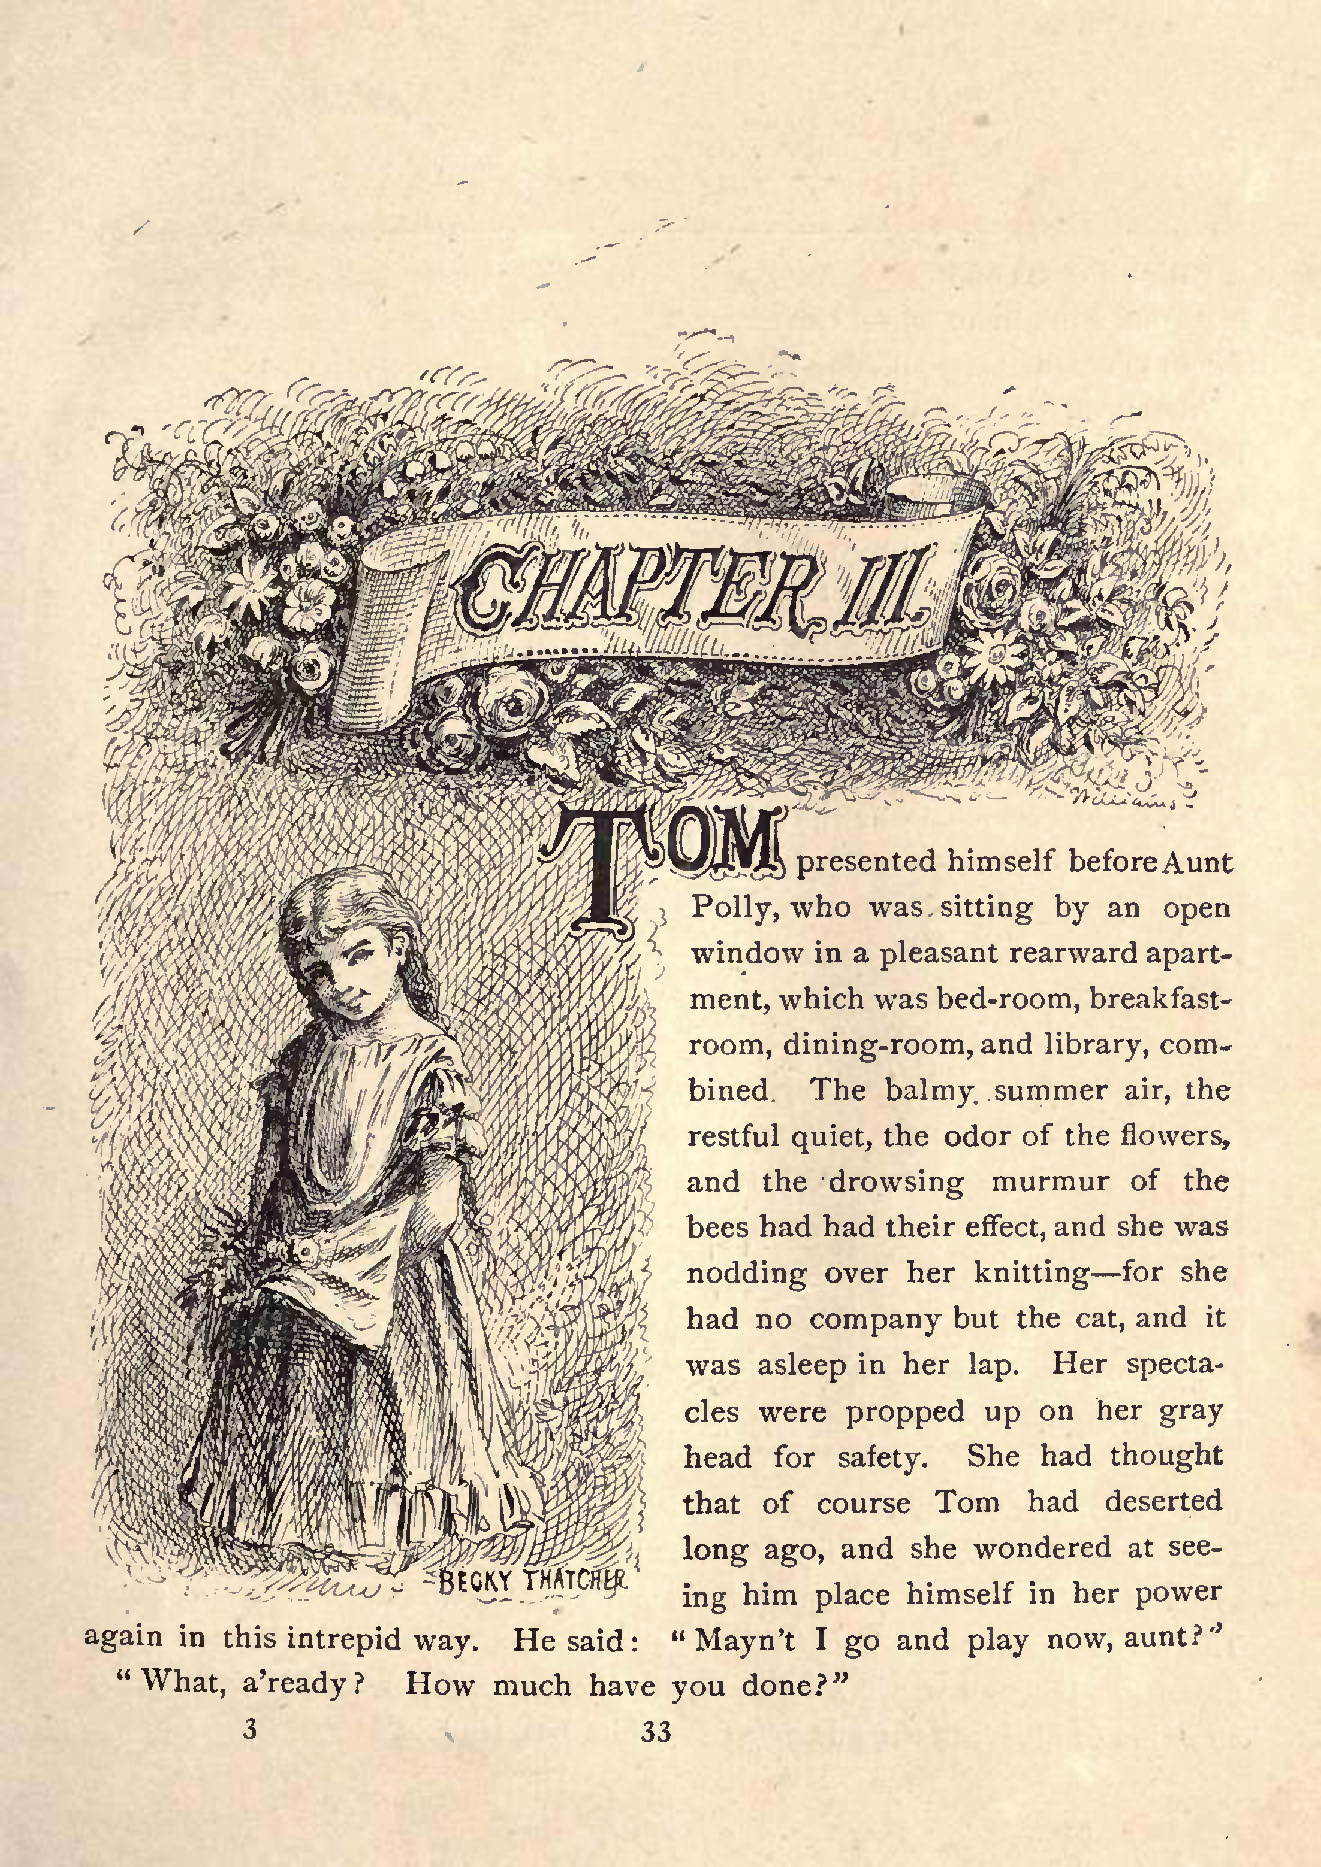 CHAPTER III.
Williams
TOM presented himself before Aunt
Polly, who was sitting by an open
window in a pleasant rearward apart-
ment, which was bed-room, breakfast-
room, dining-room, and library, com-
bined. The balmy summer air, the
restful quiet, the odor of the flowers,
and the drowsing murmur of the
bees had had their effect, and she was
nodding over her knitting—for she
had no company but the cat, and it
was asleep in her lap. Her specta-
cles were propped up on her gray
head for safety. She had thought
that of course Tom had deserted
long ago, and she wondered at see-
ing him place himself in her power
BECKY THATCHER
again in this intrepid way. He said: "Mayn't I go and play now, aunt?"
"What, a'ready? How much have you done?"
3 33